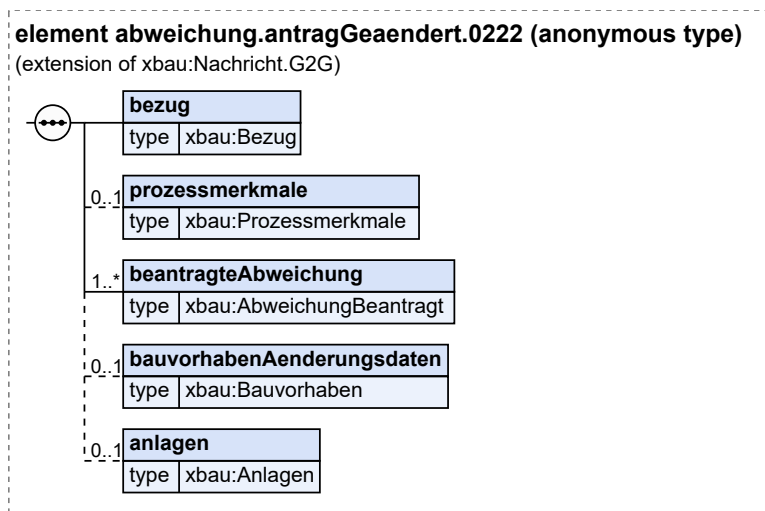 element abweichung.antragGeaendert.0222 (anonymous type)
(extension of xbau:Nachricht.G2G)
bezug
type xbau:Bezug
0..1 prozessmerkmale
type xbau:Prozessmerkmale
1..* beantragteAbweichung
type xbau:AbweichungBeantragt
0..1 bauvorhabenAenderungsdaten
type xbau:Bauvorhaben
0..1 anlagen
type xbau:Anlagen